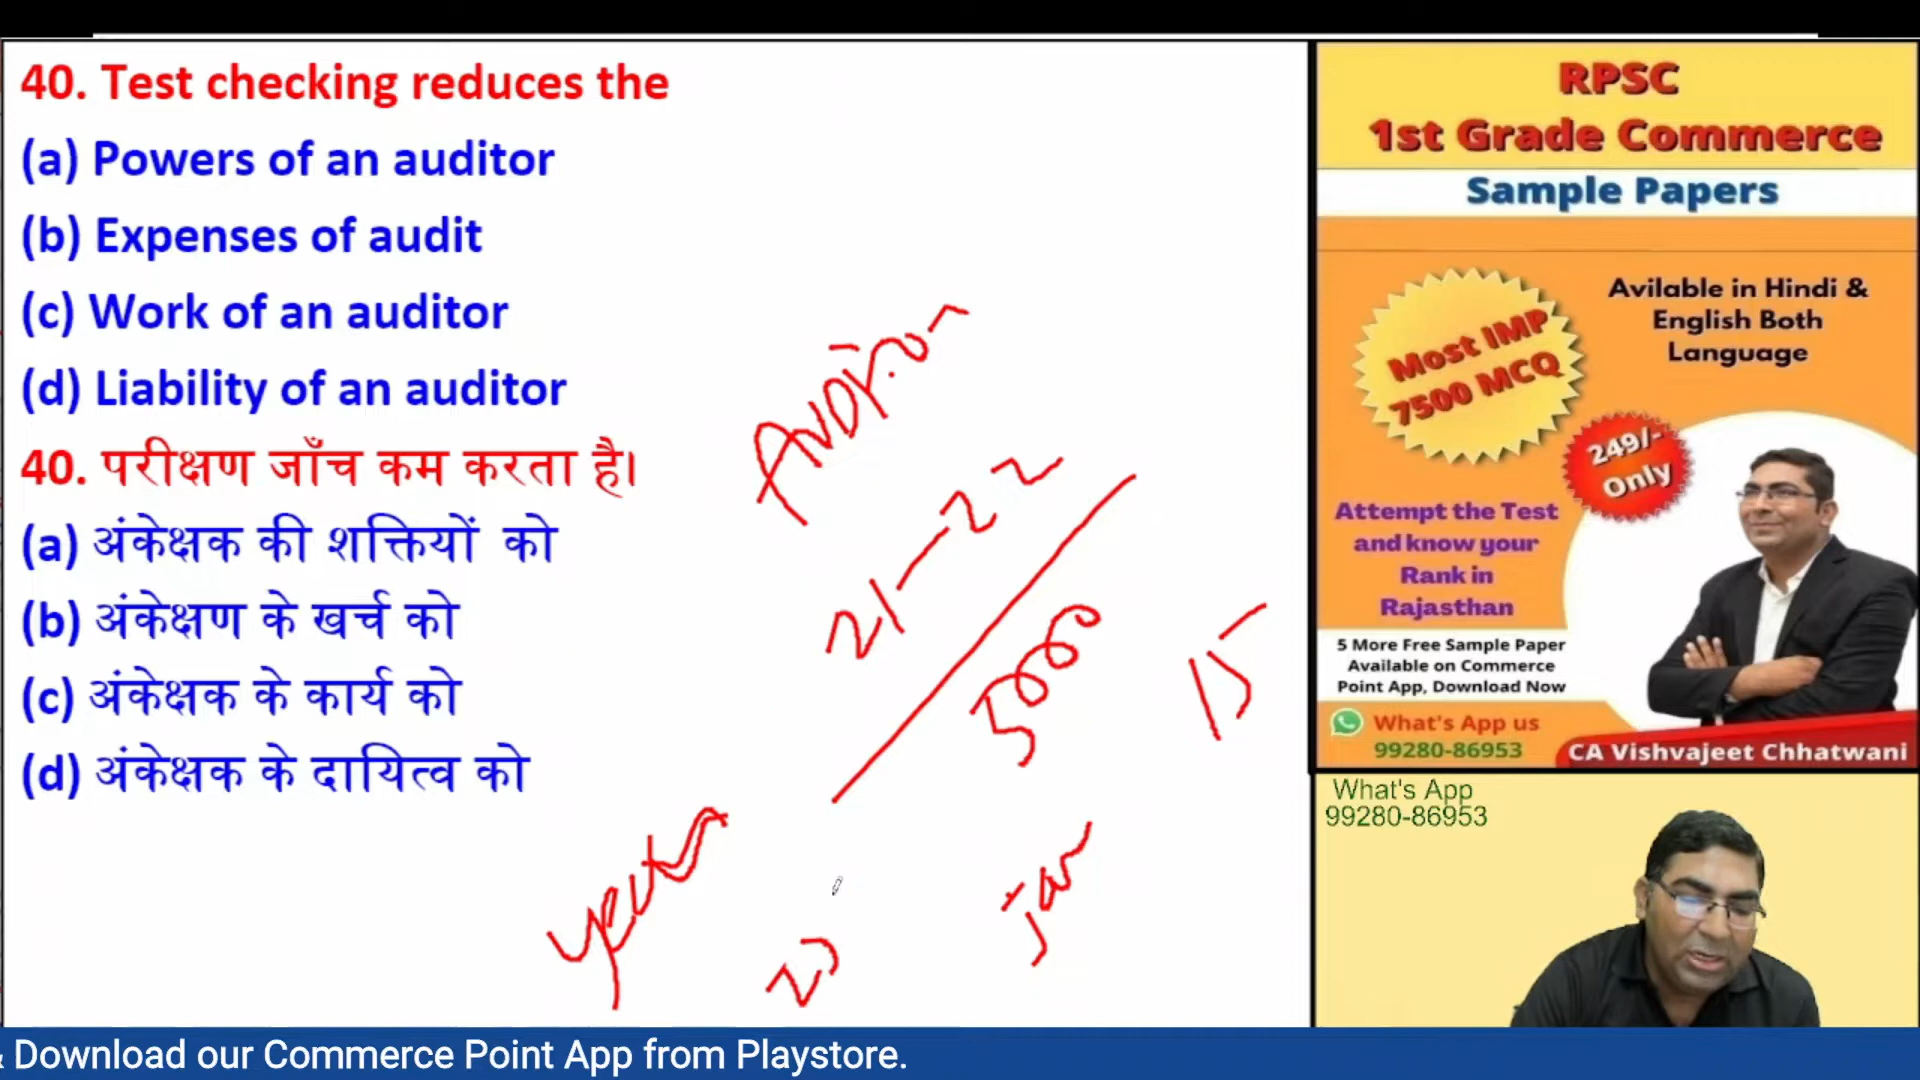 40. Test checking reduces the
(a) Powers of an auditor
(b) Expenses of audit
(c) Work of an auditor
(d) Liability of an auditor
40. परीक्षण जाँच कम करता है।
(a) अंकेक्षक की शक्तियों को
(b) अंकेक्षण के खर्च को
(c) अंकेक्षक के कार्य को
(d) अंकेक्षक के दायित्व को
21-22
5000
15
Jan
RPSC
1st Grade Commerce
Sample Papers
Most IMP
7500 MCQ
Avilable in Hindi &
English Both
Language
249/-
Only
Attempt the Test
and know your
Rank in
Rajasthan
5 More Free Sample Paper
Available on Commerce
Point App, Download Now
What's App us
99280-86953
CA Vishvajeet Chhatwani
What's App
99280-86953
Download our Commerce Point App from Playstore.